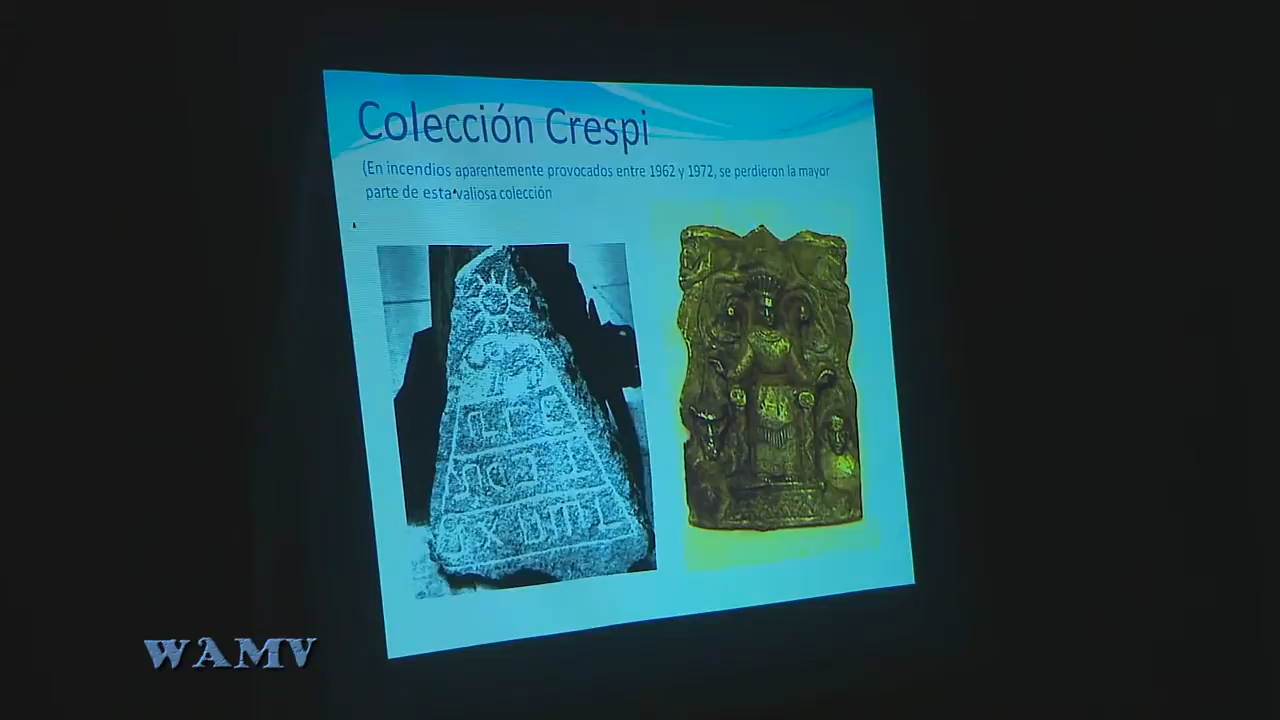 Colección Crespi
(En incendios aparentemente provocados entre 1962 y 1972, se perdieron la mayor
parte de esta valiosa colección
WAMV